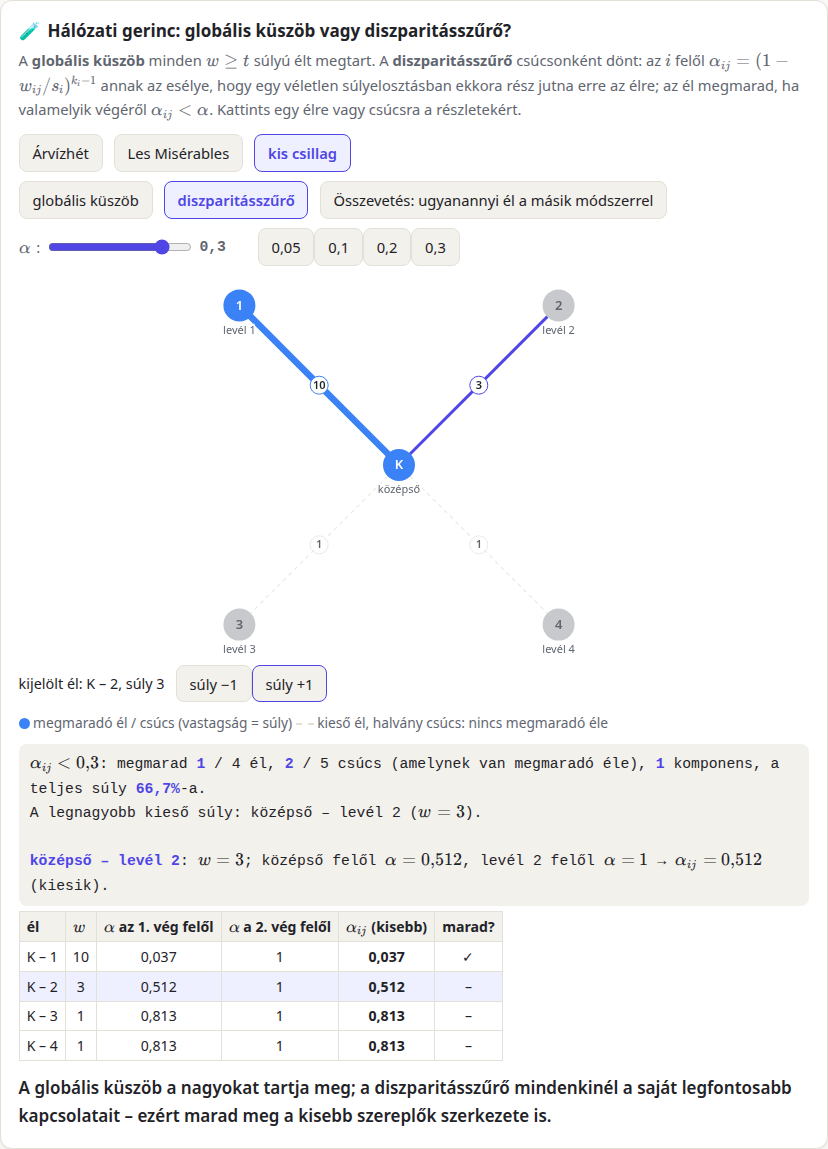 🧪 Hálózati gerinc: globális küszöb vagy diszparitásszűrő?
A globális küszöb minden w ≥ t súlyú élt megtart. A diszparitásszűrő csúcsonként dönt: az i felől α_ij = (1 −
w_ij/s_i)^{k_i−1} annak az esélye, hogy egy véletlen súlyelosztásban ekkora rész jutna erre az élre; az él megmarad, ha
valamelyik végéről α_ij < α. Kattints egy élre vagy csúcsra a részletekért.
Árvízhét Les Misérables kis csillag
globális küszöb diszparitásszűrő Összevetés: ugyanannyi él a másik módszerrel
α : 0,3 0,05 0,1 0,2 0,3
1 2
levél 1 levél 2
10 3
K
középső
1 1
3 4
levél 3 levél 4
kijelölt él: K – 2, súly 3 súly −1 súly +1
megmaradó él / csúcs (vastagság = súly) – – kieső él, halvány csúcs: nincs megmaradó éle
α_ij < 0,3: megmarad 1 / 4 él, 2 / 5 csúcs (amelynek van megmaradó éle), 1 komponens, a
teljes súly 66,7%-a.
A legnagyobb kieső súly: középső – levél 2 (w = 3).
középső – levél 2: w = 3; középső felől α = 0,512, levél 2 felől α = 1 → α_ij = 0,512
(kiesik).
él w α az 1. vég felől α a 2. vég felől α_ij (kisebb) marad?
K – 1 10 0,037 1 0,037 ✓
K – 2 3 0,512 1 0,512 –
K – 3 1 0,813 1 0,813 –
K – 4 1 0,813 1 0,813 –
A globális küszöb a nagyokat tartja meg; a diszparitásszűrő mindenkinél a saját legfontosabb
kapcsolatait – ezért marad meg a kisebb szereplők szerkezete is.